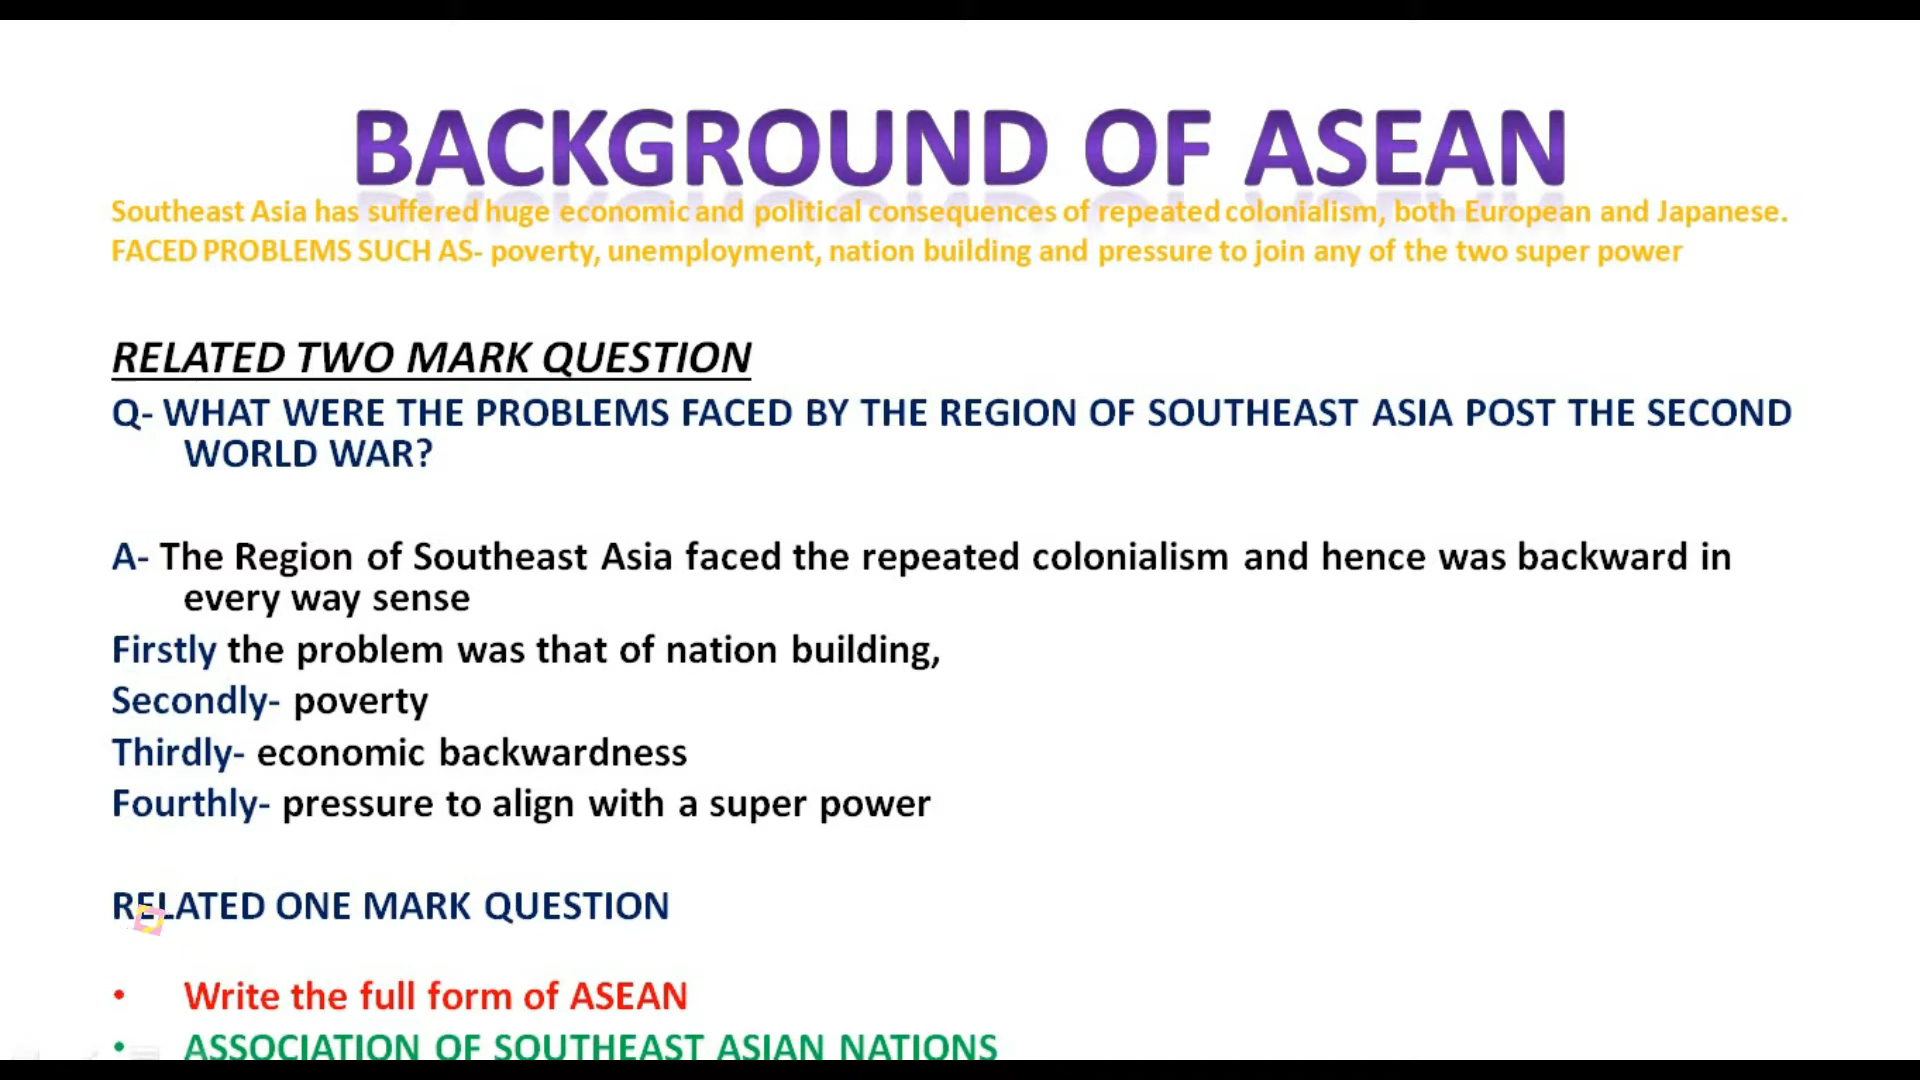 BACKGROUND OF ASEAN
Southeast Asia has suffered huge economic and political consequences of repeated colonialism, both European and Japanese.
FACED PROBLEMS SUCH AS- poverty, unemployment, nation building and pressure to join any of the two super power
RELATED TWO MARK QUESTION
Q- WHAT WERE THE PROBLEMS FACED BY THE REGION OF SOUTHEAST ASIA POST THE SECOND
WORLD WAR?
A- The Region of Southeast Asia faced the repeated colonialism and hence was backward in
every way sense
Firstly the problem was that of nation building,
Secondly- poverty
Thirdly- economic backwardness
Fourthly- pressure to align with a super power
RELATED ONE MARK QUESTION
• Write the full form of ASEAN
• ASSOCIATION OF SOUTHEAST ASIAN NATIONS